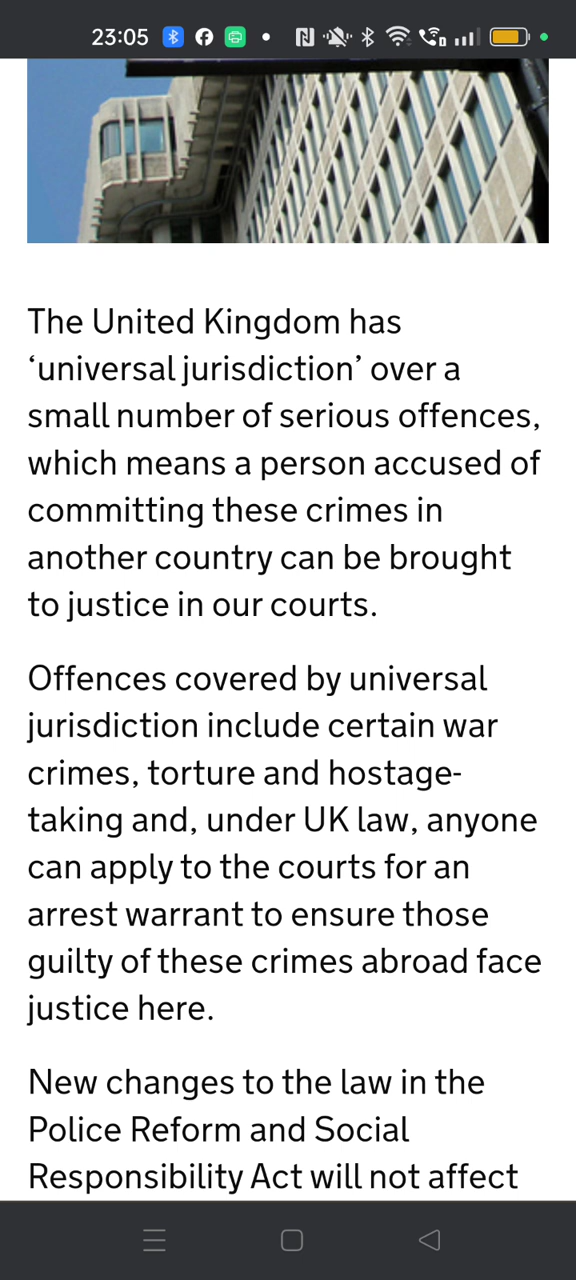 23:05
The United Kingdom has
‘universal jurisdiction’ over a
small number of serious offences,
which means a person accused of
committing these crimes in
another country can be brought
to justice in our courts.
Offences covered by universal
jurisdiction include certain war
crimes, torture and hostage-
taking and, under UK law, anyone
can apply to the courts for an
arrest warrant to ensure those
guilty of these crimes abroad face
justice here.
New changes to the law in the
Police Reform and Social
Responsibility Act will not affect